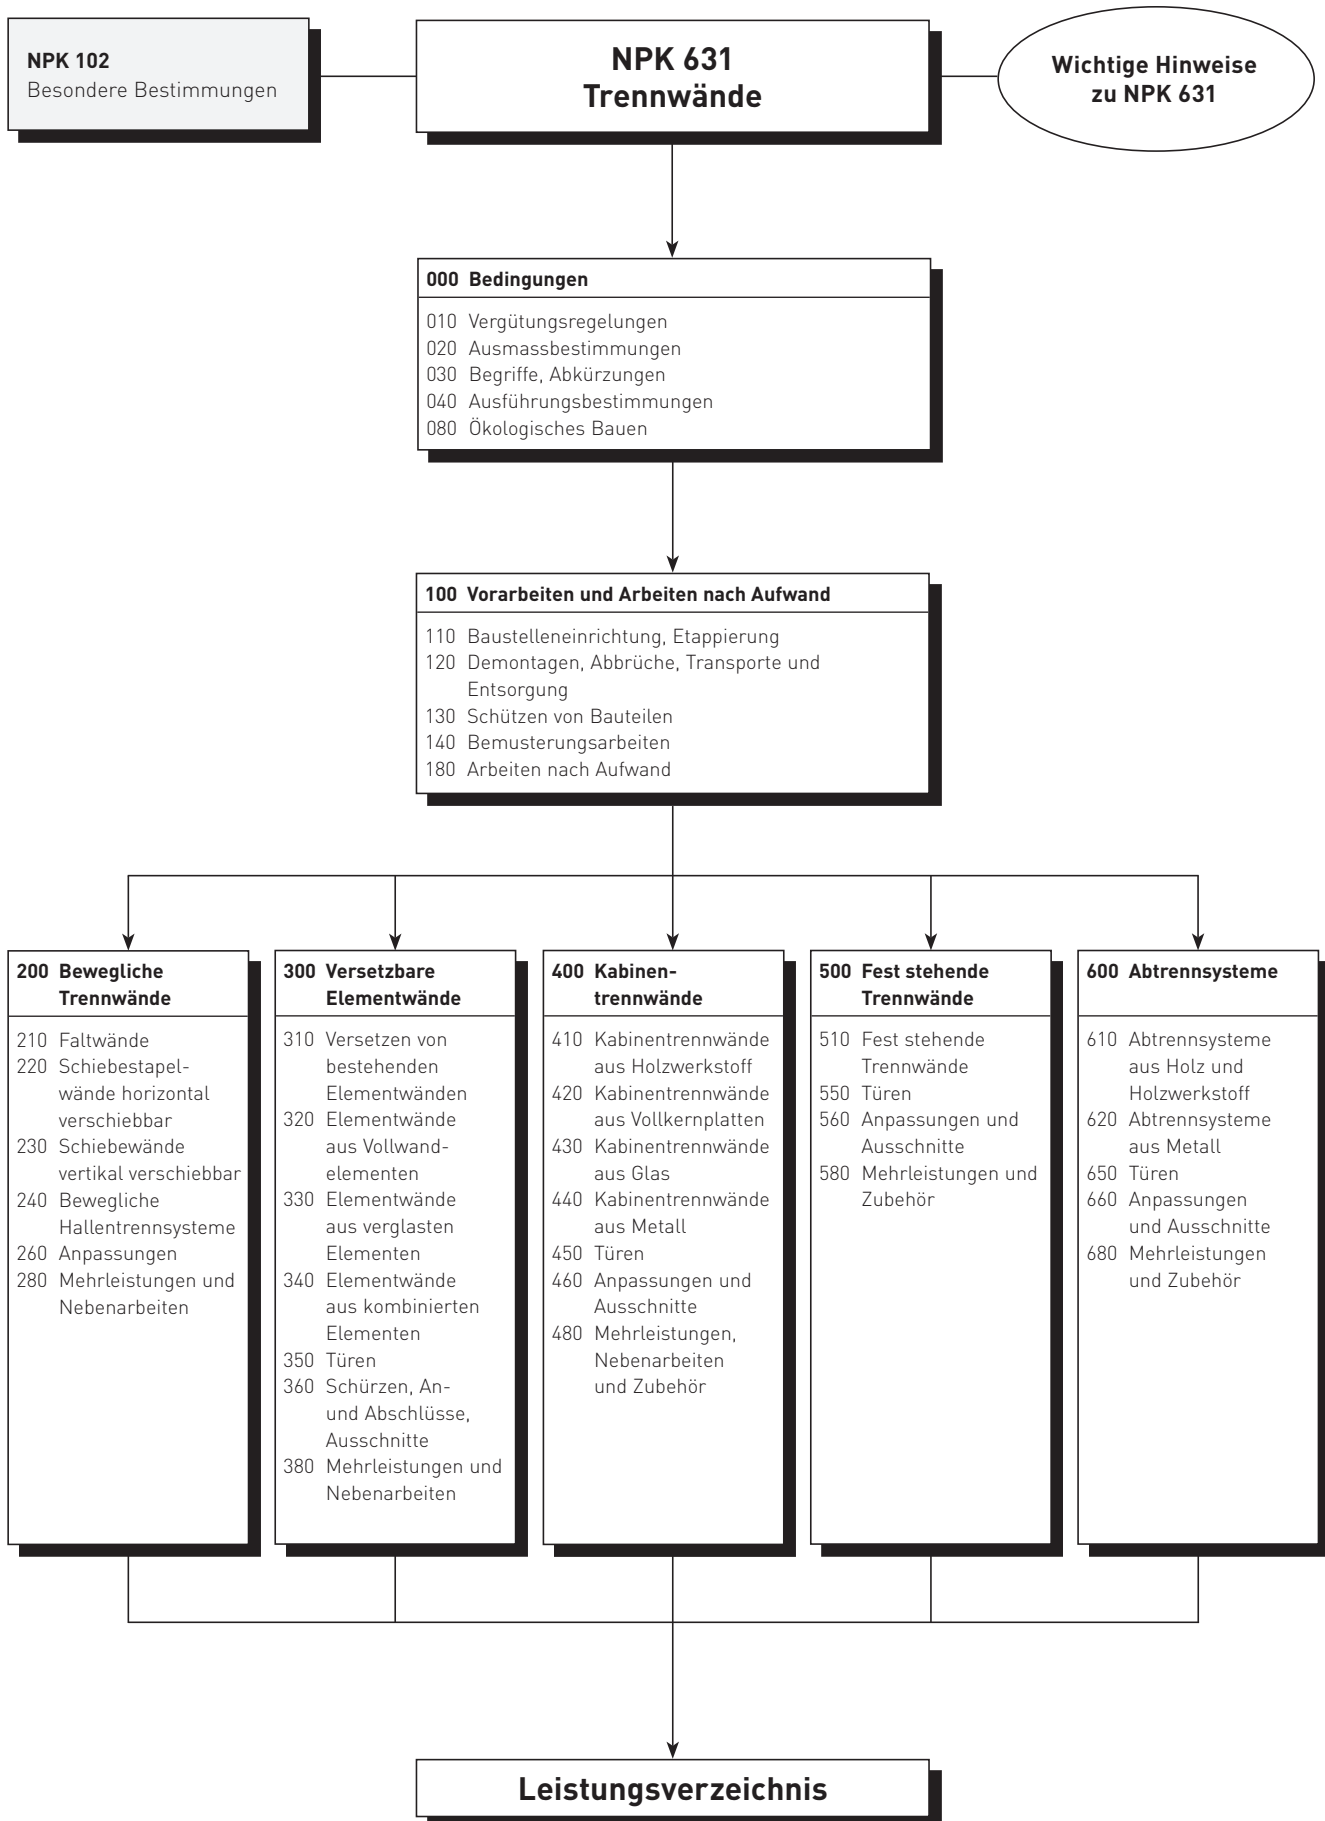 NPK 102
Besondere Bestimmungen
NPK 631
Trennwände
Wichtige Hinweise
zu NPK 631
000 Bedingungen
010 Vergütungsregelungen
020 Ausmassbestimmungen
030 Begriffe, Abkürzungen
040 Ausführungsbestimmungen
080 Ökologisches Bauen
100 Vorarbeiten und Arbeiten nach Aufwand
110 Baustelleneinrichtung, Etappierung
120 Demontagen, Abbrüche, Transporte und
Entsorgung
130 Schützen von Bauteilen
140 Bemusterungsarbeiten
180 Arbeiten nach Aufwand
200 Bewegliche
Trennwände
210 Faltwände
220 Schiebestapel-
wände horizontal
verschiebbar
230 Schiebewände
vertikal verschiebbar
240 Bewegliche
Hallentrennsysteme
260 Anpassungen
280 Mehrleistungen und
Nebenarbeiten
300 Versetzbare
Elementwände
310 Versetzen von
bestehenden
Elementwänden
320 Elementwände
aus Vollwand-
elementen
330 Elementwände
aus verglasten
Elementen
340 Elementwände
aus kombinierten
Elementen
350 Türen
360 Schürzen, An-
und Abschlüsse,
Ausschnitte
380 Mehrleistungen und
Nebenarbeiten
400 Kabinen-
trennwände
410 Kabinentrennwände
aus Holzwerkstoff
420 Kabinentrennwände
aus Vollkernplatten
430 Kabinentrennwände
aus Glas
440 Kabinentrennwände
aus Metall
450 Türen
460 Anpassungen und
Ausschnitte
480 Mehrleistungen,
Nebenarbeiten
und Zubehör
500 Fest stehende
Trennwände
510 Fest stehende
Trennwände
550 Türen
560 Anpassungen und
Ausschnitte
580 Mehrleistungen und
Zubehör
600 Abtrennsysteme
610 Abtrennsysteme
aus Holz und
Holzwerkstoff
620 Abtrennsysteme
aus Metall
650 Türen
660 Anpassungen
und Ausschnitte
680 Mehrleistungen
und Zubehör
Leistungsverzeichnis